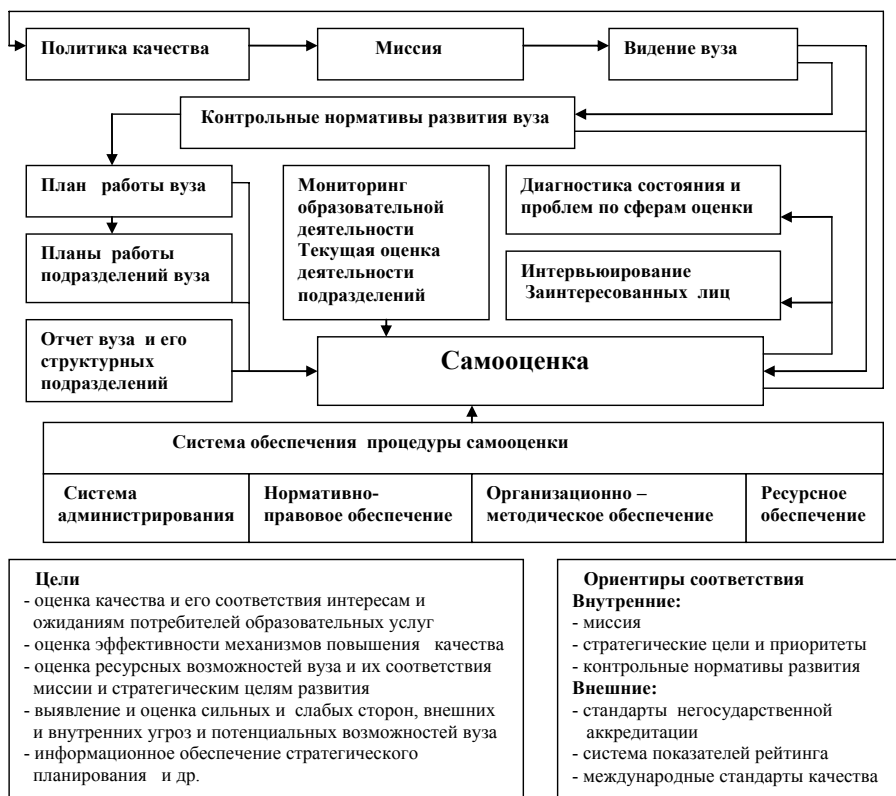 Политика качества
Миссия
Видение вуза
Контрольные нормативы развития вуза
План работы вуза
Планы работы
подразделений вуза
Отчет вуза и его
структурных
подразделений
Мониторинг
образовательной
деятельности
Текущая оценка
деятельности
подразделений
Диагностика состояния и
проблем по сферам оценки
Интервьюирование
Заинтересованных лиц
Самооценка
Система обеспечения процедуры самооценки
Система
администрирования
Нормативно-
правовое обеспечение
Организационно –
методическое обеспечение
Ресурсное
обеспечение
Цели
- оценка качества и его соответствия интересам и
ожиданиям потребителей образовательных услуг
- оценка эффективности механизмов повышения качества
- оценка ресурсных возможностей вуза и их соответствия
миссии и стратегическим целям развития
- выявление и оценка сильных и слабых сторон, внешних
и внутренних угроз и потенциальных возможностей вуза
- информационное обеспечение стратегического
планирования и др.
Ориентиры соответствия
Внутренние:
- миссия
- стратегические цели и приоритеты
- контрольные нормативы развития
Внешние:
- стандарты негосударственной
аккредитации
- система показателей рейтинга
- международные стандарты качества